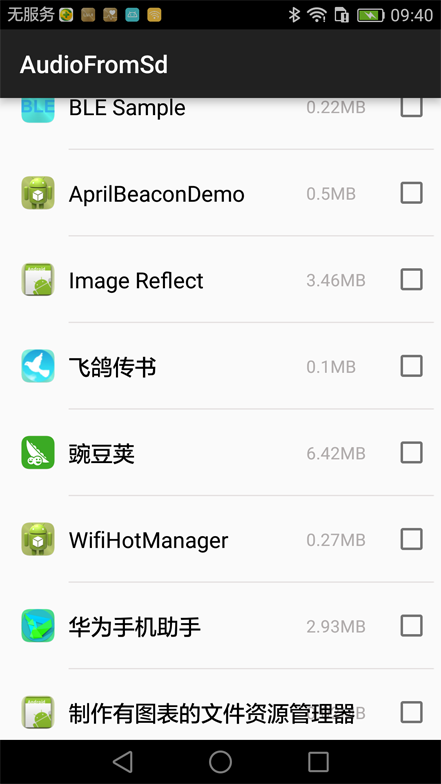 无服务 09:40
AudioFromSd
BLE Sample 0.22MB
AprilBeaconDemo 0.5MB
Image Reflect 3.46MB
飞鸽传书 0.1MB
豌豆荚 6.42MB
WifiHotManager 0.27MB
华为手机助手 2.93MB
制作有图表的文件资源管理器